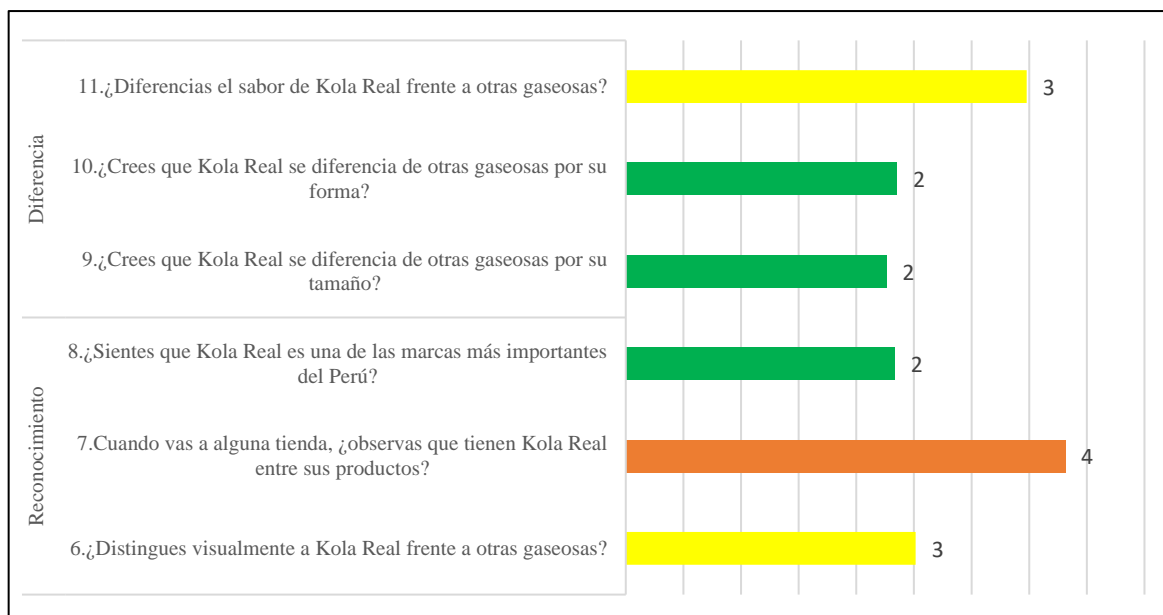 Diferencia
11.¿Diferencias el sabor de Kola Real frente a otras gaseosas?
3
10.¿Crees que Kola Real se diferencia de otras gaseosas por su
forma?
2
9.¿Crees que Kola Real se diferencia de otras gaseosas por su
tamaño?
2
Reconocimiento
8.¿Sientes que Kola Real es una de las marcas más importantes
del Perú?
2
7.Cuando vas a alguna tienda, ¿observas que tienen Kola Real
entre sus productos?
4
6.¿Distingues visualmente a Kola Real frente a otras gaseosas?
3